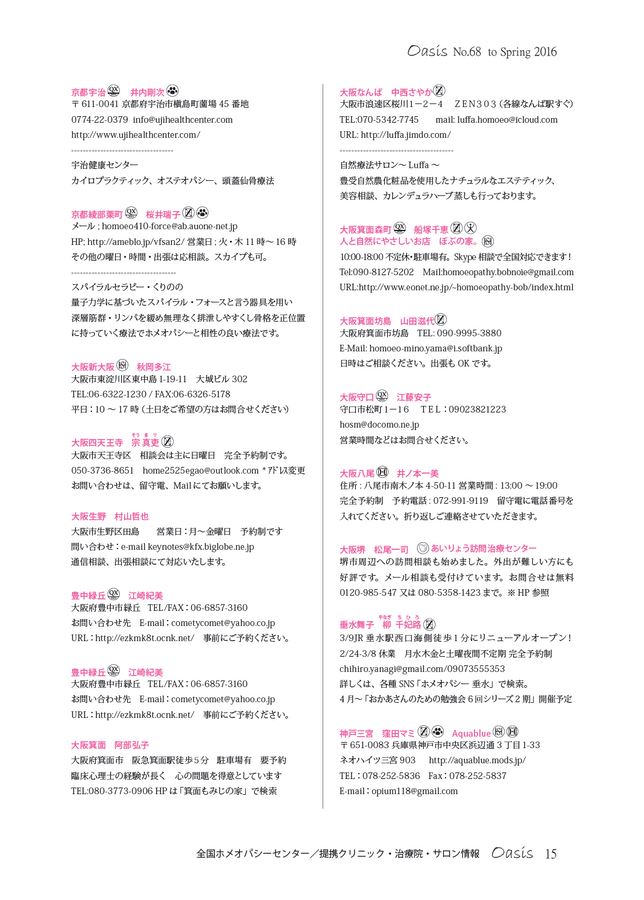 Oasis No.68 to Spring 2016
京都宇治 井内剛次
〒611-0041 京都府宇治市槇島町薗場 45 番地
0774-22-0379 info@ujihealthcenter.com
http://www.ujihealthcenter.com/
-----------------------------------
宇治健康センター
カイロプラクティック、オステオパシー、頭蓋仙骨療法
京都綾部薬町 桜井瑞子
メール ; homoeo410-force@ab.auone-net.jp
HP; http://ameblo.jp/vfsan2/ 営業日 ; 火・木 11 時〜 16 時
その他の曜日・時間・出張は応相談。スカイプも可。
------------------------------------
スパイラルセラピー・くりのの
量子力学に基づいたスパイラル・フォースと言う器具を用い
深層筋群・リンパを緩め無理なく排泄しやすくし骨格を正位置
に持っていく療法でホメオパシーと相性の良い療法です。
大阪新大阪 秋岡多江
大阪市東淀川区東中島 1-19-11 大城ビル 302
TEL:06-6322-1230 / FAX:06-6326-5178
平日：10 〜 17 時（土日をご希望の方はお問合せください）
大阪四天王寺 宗 真吏
大阪市天王寺区 相談会は主に日曜日 完全予約制です。
050-3736-8651 home2525egao@outlook.com *ｱﾄﾞﾚｽ変更
お問い合わせは、留守電、Mail にてお願いします。
大阪生野 村山哲也
大阪市生野区田島 営業日：月〜金曜日 予約制です
問い合わせ：e-mail keynotes@kfx.biglobe.ne.jp
通信相談、出張相談にて対応いたします。
豊中緑丘 江崎紀美
大阪府豊中市緑丘 TEL/FAX：06-6857-3160
お問い合わせ先 E-mail：cometycomet@yahoo.co.jp
URL：http://ezkmk8t.ocnk.net/ 事前にご予約ください。
豊中緑丘 江崎紀美
大阪府豊中市緑丘 TEL/FAX：06-6857-3160
お問い合わせ先 E-mail：cometycomet@yahoo.co.jp
URL：http://ezkmk8t.ocnk.net/ 事前にご予約ください。
大阪箕面 阿部弘子
大阪府箕面市 阪急箕面駅徒歩５分 駐車場有 要予約
臨床心理士の経験が長く 心の問題を得意としています
TEL:080-3773-0906 HP は「箕面もみじの家」で検索
大阪なんば 中西さやか
大阪市浪速区桜川１−２−４ ＺＥＮ３０３（各線なんば駅すぐ）
TEL:070-5342-7745 mail: luffa.homoeo@icloud.com
URL: http://luffa.jimdo.com/
---------------------------------------
自然療法サロン〜 Luffa 〜
豊受自然農化粧品を使用したナチュラルなエステティック、
美容相談、カレンデュラハーブ蒸しも行っております。
大阪箕面森町 船塚千恵
人と自然にやさしいお店 ぼぶの家。
10:00-18:00 不定休・駐車場有。Skype 相談で全国対応できます！
Tel:090-8127-5202 Mail:homoeopathy.bobnoie@gmail.com
URL:http://www.eonet.ne.jp/~homoeopathy-bob/index.html
大阪箕面坊島 山田滋代
大阪府箕面市坊島 TEL: 090-9995-3880
E-Mail: homoeo-mino.yama@i.softbank.jp
日時はご相談ください。出張も OK です。
大阪守口 江藤安子
守口市松町１−１６ ＴＥＬ：09023821223
hosm@docomo.ne.jp
営業時間などはお問合せください。
大阪八尾 井ノ本一美
住所 : 八尾市南木ノ本 4-50-11 営業時間 : 13:00 〜 19:00
完全予約制 予約電話 : 072-991-9119 留守電に電話番号を
入れてください。折り返しご連絡させていただきます。
大阪堺 松尾一司 あいりょう訪問治療センター
堺市周辺への訪問相談も始めました。外出が難しい方にも
好評です。メール相談も受付けています。お問合せは無料
0120-985-547 又は 080-5358-1423 まで。※ HP 参照
垂水舞子 柳 千妃路
3/9JR 垂水駅西口海側徒歩 1 分にリニューアルオープン！
2/24-3/8 休業 月水木金と土曜夜間不定期 完全予約制
chihiro.yanagi@gmail.com/09073555353
詳しくは、各種 SNS「ホメオパシー 垂水」で検索。
４月〜「おかあさんのための勉強会 6 回シリーズ 2 期」開催予定
神戸三宮 窪田マミ Aquablue
〒651-0083 兵庫県神戸市中央区浜辺通 3 丁目 1-33
ネオハイツ三宮 903 http://aquablue.mods.jp/
TEL：078-252-5836 Fax：078-252-5837
E-mail：opium118@gmail.com
全国ホメオパシーセンター／提携クリニック・治療院・サロン情報 Oasis 15